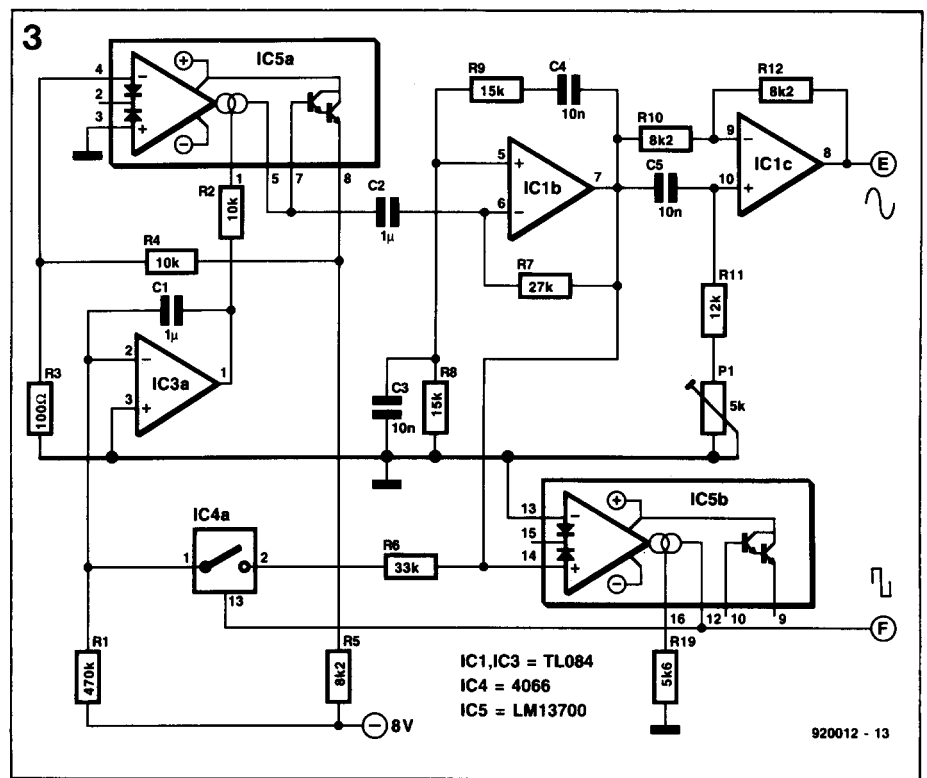 3
IC5a
4
2
3
−
+
+
−
1
5
7
8
R2
10k
R4
10k
C1
1µ
2
−
3
+
1
IC3a
R3
100Ω
C2
1µ
R9
15k
C4
10n
5
+
6
−
IC1b
7
R7
27k
C3
10n
R8
15k
R10
8k2
C5
10n
R12
8k2
9
−
10
+
IC1c
8
E
R11
12k
P1
5k
IC4a
1
2
13
R6
33k
IC5b
13
15
14
−
+
+
−
16
12
10
9
F
R1
470k
R5
8k2
− 8V
R19
5k6
IC1,IC3 = TL084
IC4 = 4066
IC5 = LM13700
920012 - 13